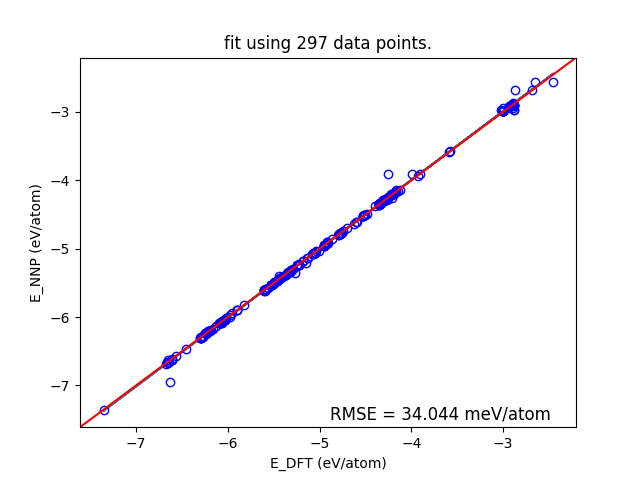 fit using 297 data points.
−3
−4
−5
−6
−7
E_NNP (eV/atom)
RMSE = 34.044 meV/atom
−7 −6 −5 −4 −3
E_DFT (eV/atom)